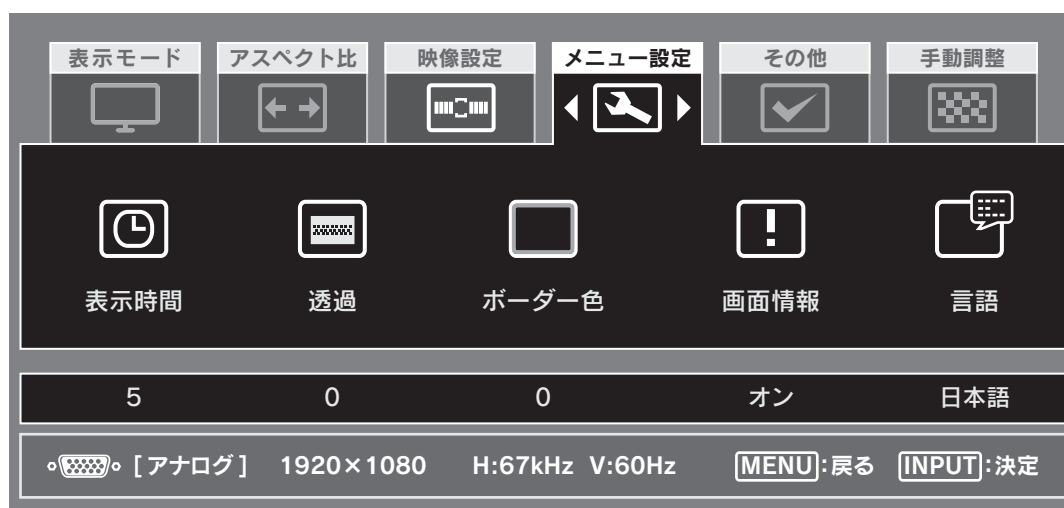 表示モード アスペクト比 映像設定 メニュー設定 その他 手動調整
表示時間 透過 ボーダー色 画面情報 言語
5 0 0 オン 日本語
[アナログ] 1920×1080 H:67kHz V:60Hz MENU:戻る INPUT:決定